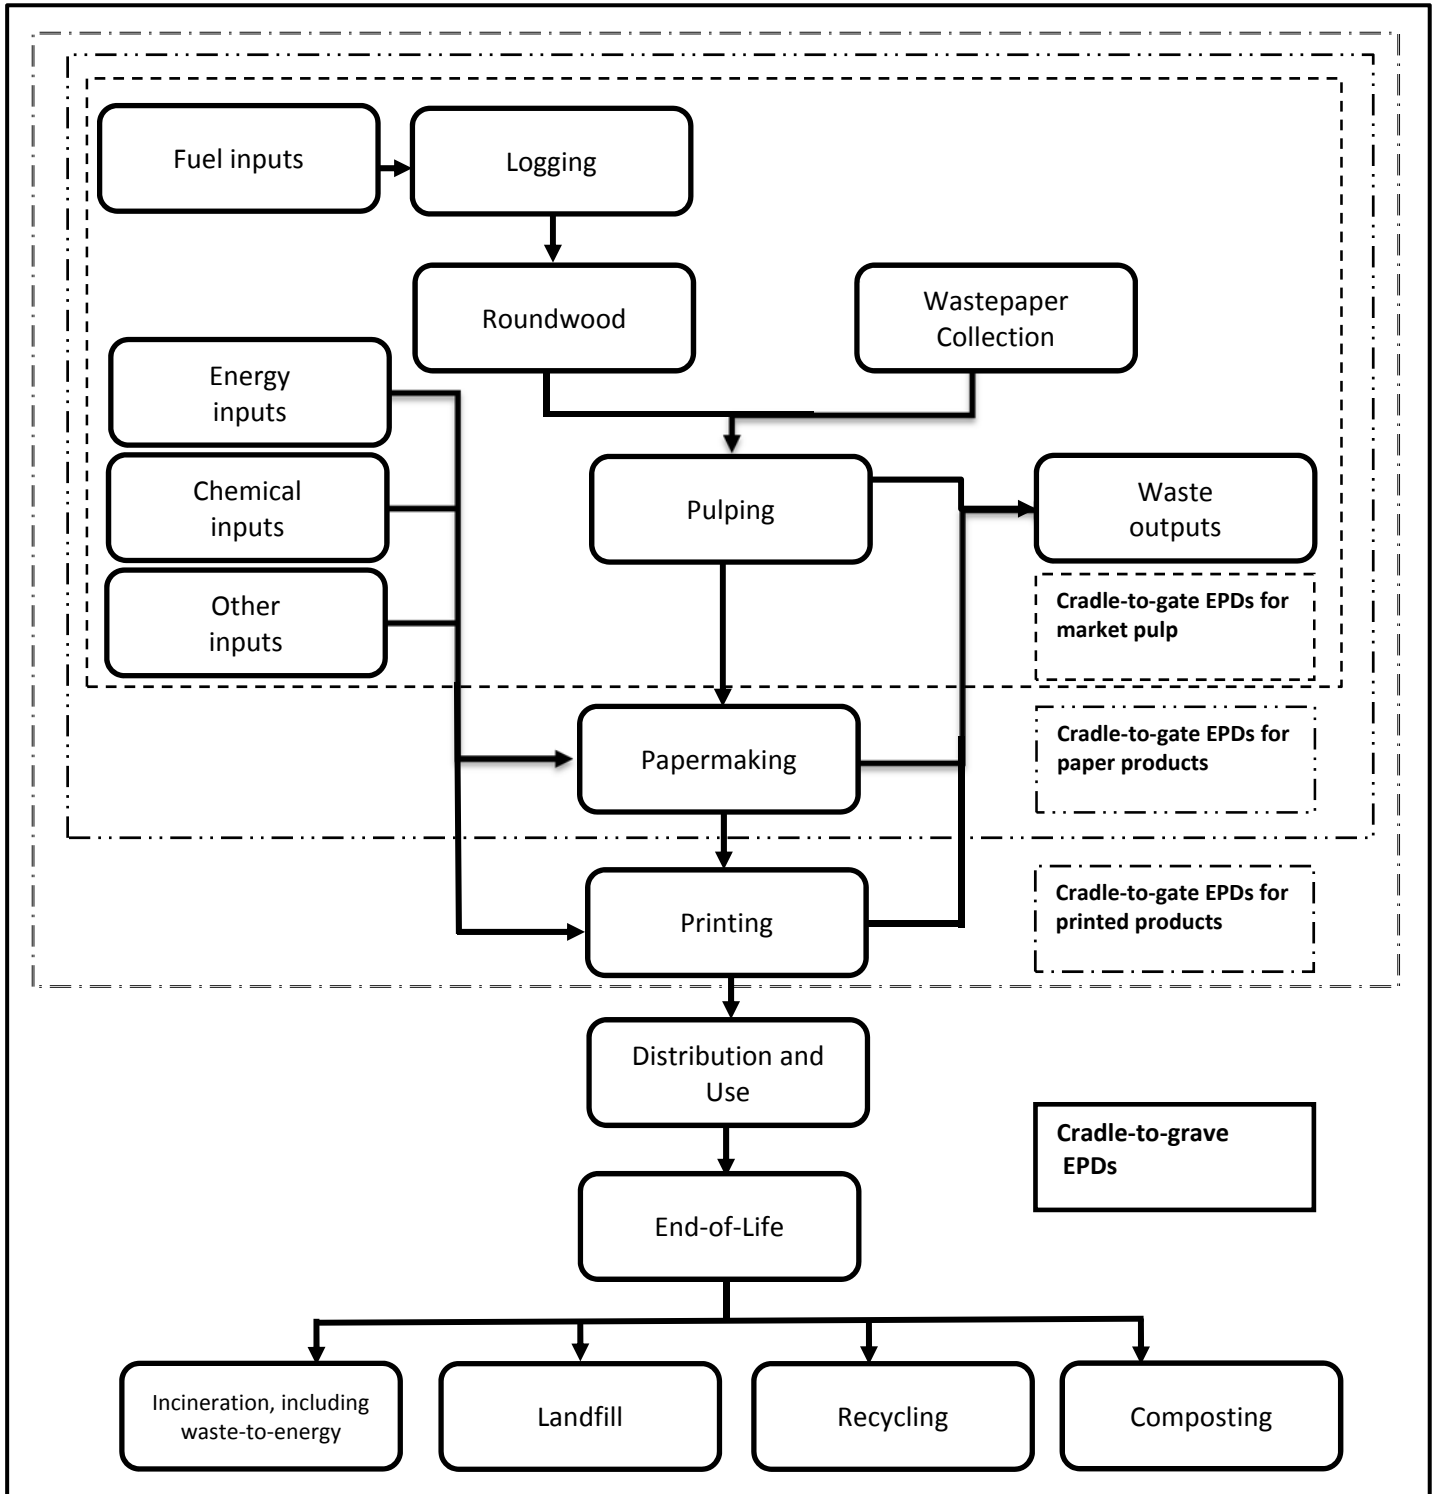 Fuel inputs
Logging
Roundwood
Wastepaper
Collection
Energy
inputs
Chemical
inputs
Pulping
Waste
outputs
Other
inputs
Cradle-to-gate EPDs for
market pulp
Papermaking
Cradle-to-gate EPDs for
paper products
Printing
Cradle-to-gate EPDs for
printed products
Distribution and
Use
Cradle-to-grave
EPDs
End-of-Life
Incineration, including
waste-to-energy
Landfill
Recycling
Composting